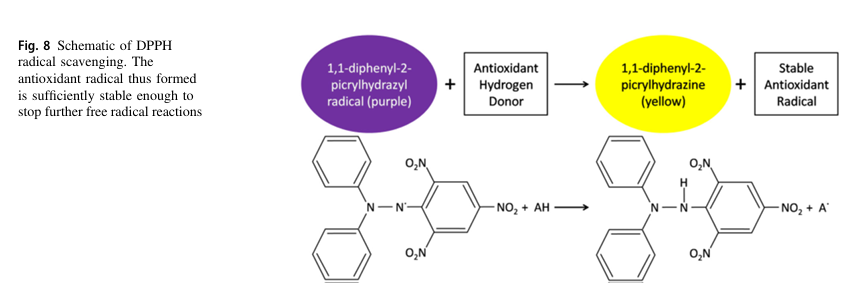 Fig. 8 Schematic of DPPH
radical scavenging. The
antioxidant radical thus formed
is sufficiently stable enough to
stop further free radical reactions
1,1-diphenyl-2-
picrylhydrazyl
radical (purple)
+
Antioxidant
Hydrogen
Donor
1,1-diphenyl-2-
picrylhydrazine
(yellow)
+
Stable
Antioxidant
Radical
O₂N
N
N˙
NO₂ + AH
O₂N
O₂N
H
N
N
NO₂ + A˙
O₂N